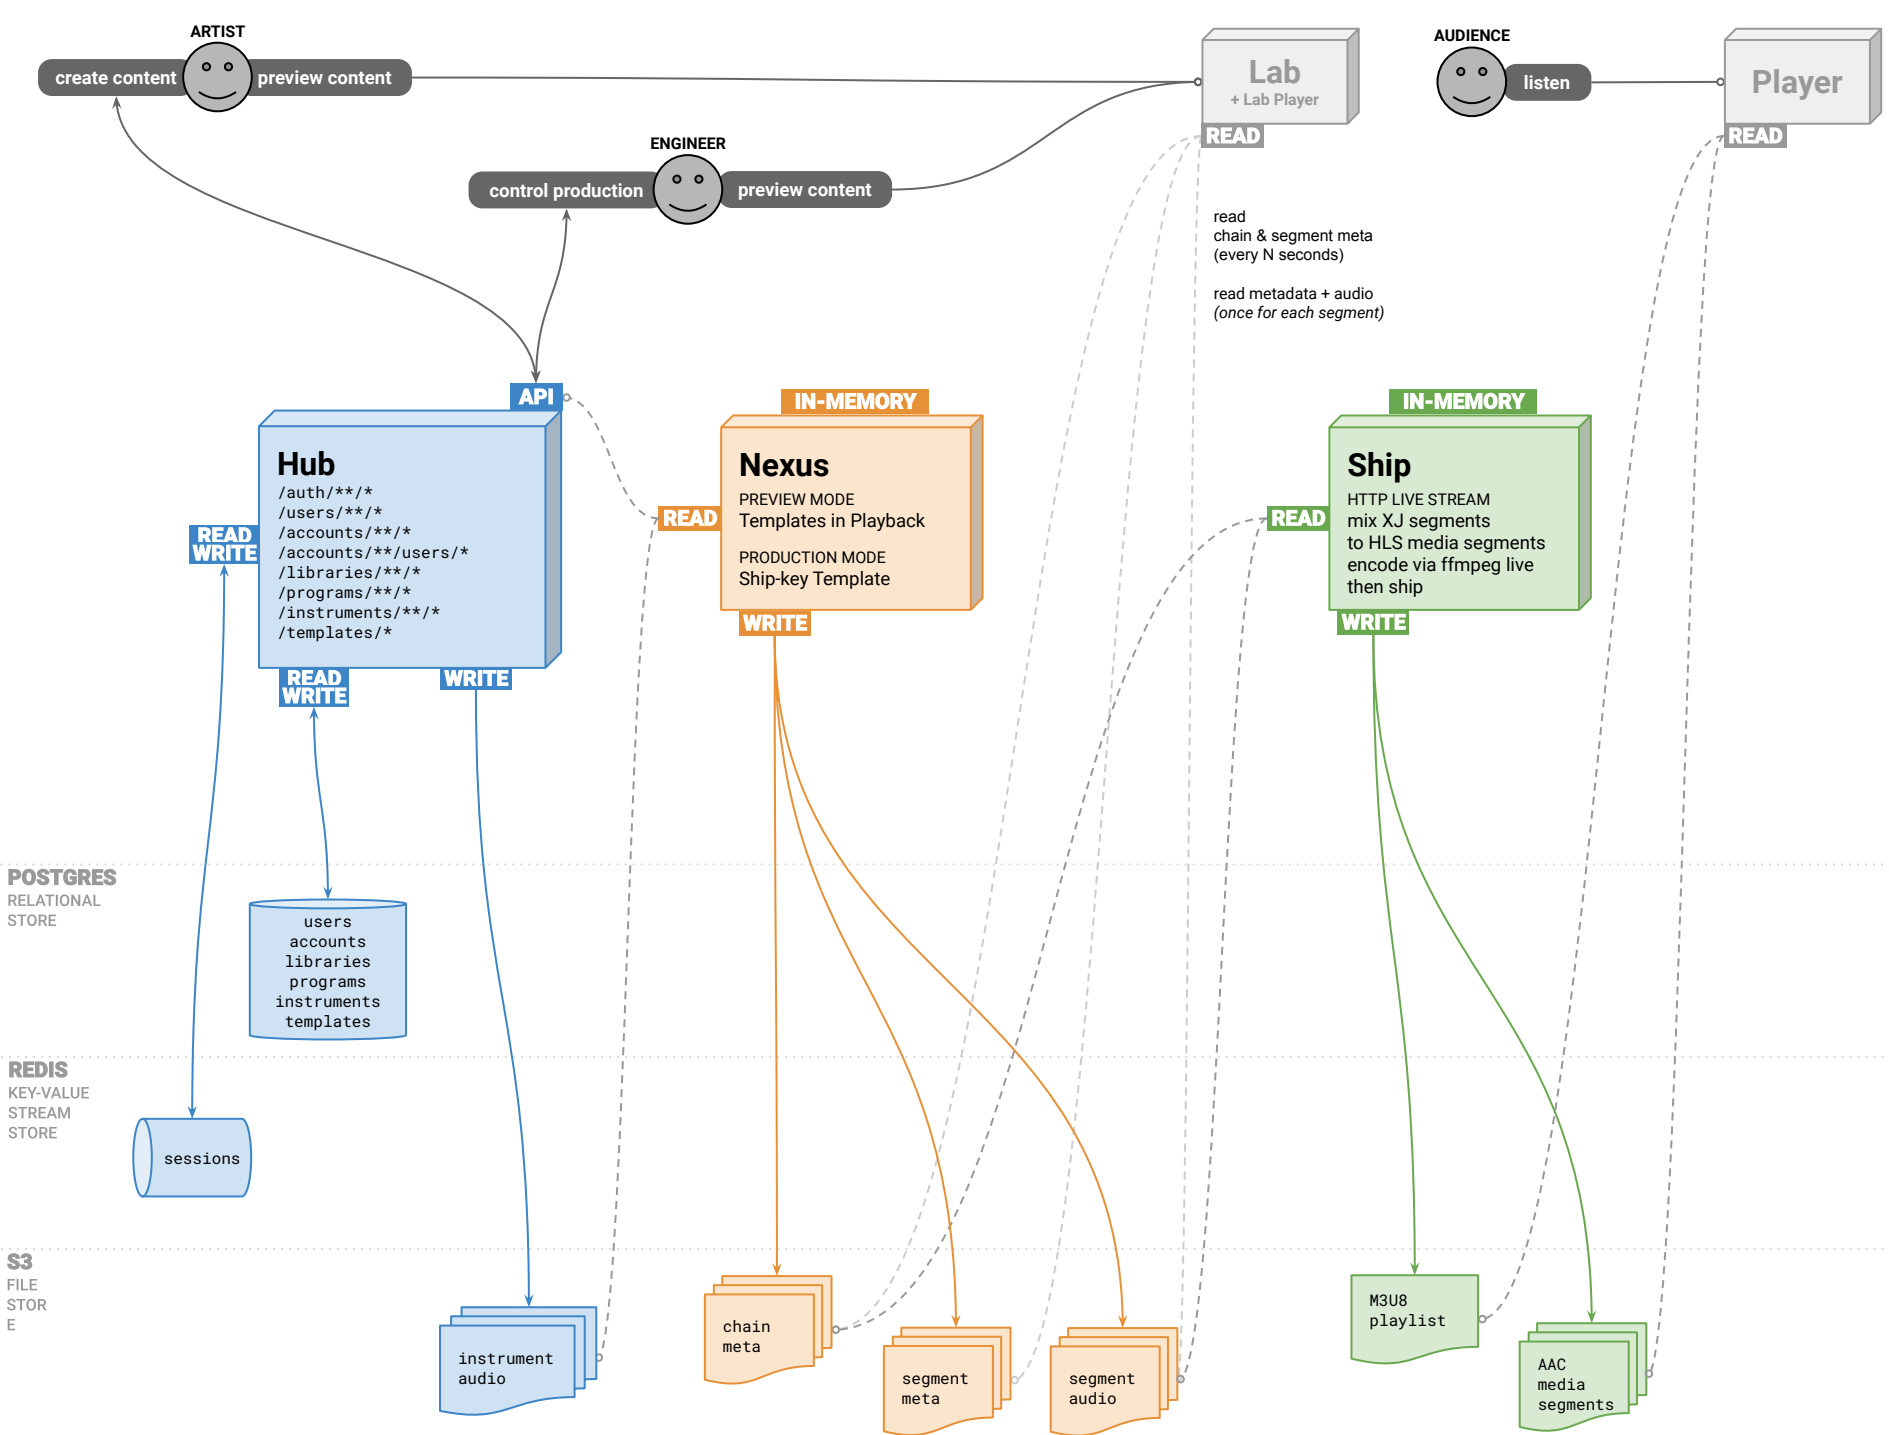 ARTIST
create content
preview content
Lab
+ Lab Player
READ
AUDIENCE
listen
Player
READ
ENGINEER
control production
preview content
read
chain & segment meta
(every N seconds)
read metadata + audio
(once for each segment)
API
Hub
/auth/**/*
/users/**/*
/accounts/**/*
/accounts/**/users/*
/libraries/**/*
/programs/**/*
/instruments/**/*
/templates/*
READ
WRITE
READ
WRITE
WRITE
IN-MEMORY
READ
Nexus
PREVIEW MODE
Templates in Playback
PRODUCTION MODE
Ship-key Template
WRITE
IN-MEMORY
READ
Ship
HTTP LIVE STREAM
mix XJ segments
to HLS media segments
encode via ffmpeg live
then ship
WRITE
POSTGRES
RELATIONAL
STORE
users
accounts
libraries
programs
instruments
templates
REDIS
KEY-VALUE
STREAM
STORE
sessions
S3
FILE
STOR
E
instrument
audio
chain
meta
segment
meta
segment
audio
M3U8
playlist
AAC
media
segments